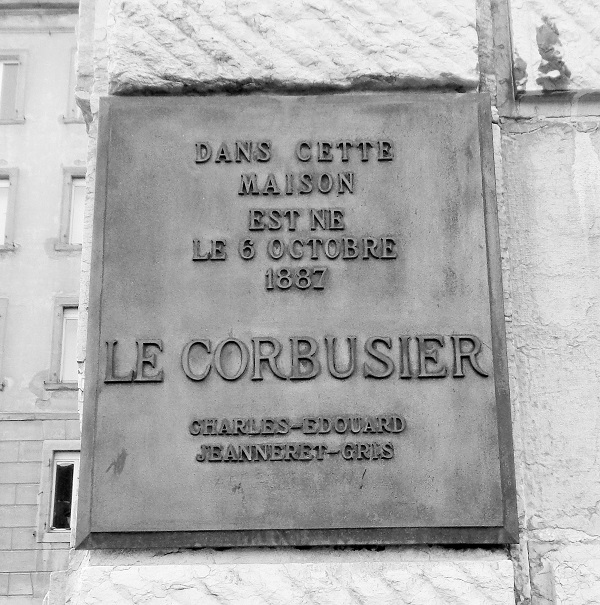 DANS CETTE
MAISON
EST NE
LE 6 OCTOBRE
1887
LE CORBUSIER
CHARLES-EDOUARD
JEANNERET-GRIS